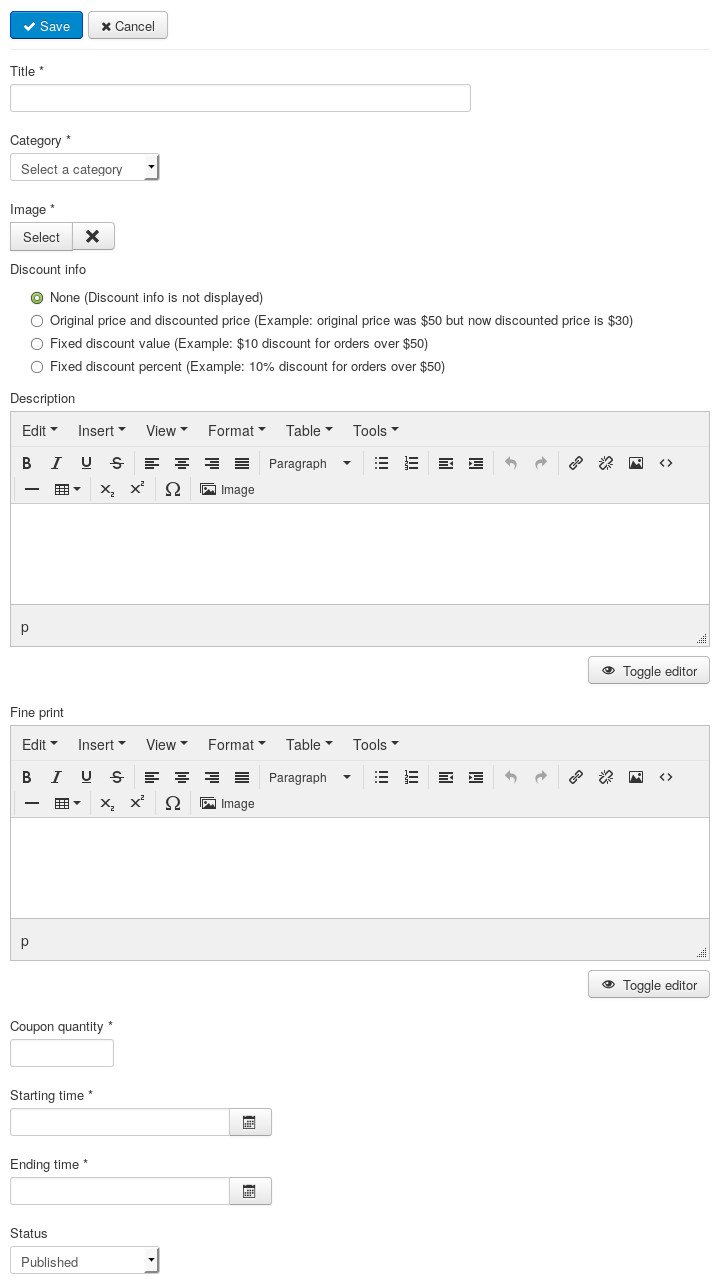 Save Cancel
Title *
Category *
Select a category
Image *
Select
Discount info
None (Discount info is not displayed)
Original price and discounted price (Example: original price was $50 but now discounted price is $30)
Fixed discount value (Example: $10 discount for orders over $50)
Fixed discount percent (Example: 10% discount for orders over $50)
Description
Edit Insert View Format Table Tools
B I U S Paragraph
X₂ X² Ω Image
p
Toggle editor
Fine print
Edit Insert View Format Table Tools
B I U S Paragraph
X₂ X² Ω Image
p
Toggle editor
Coupon quantity *
Starting time *
Ending time *
Status
Published